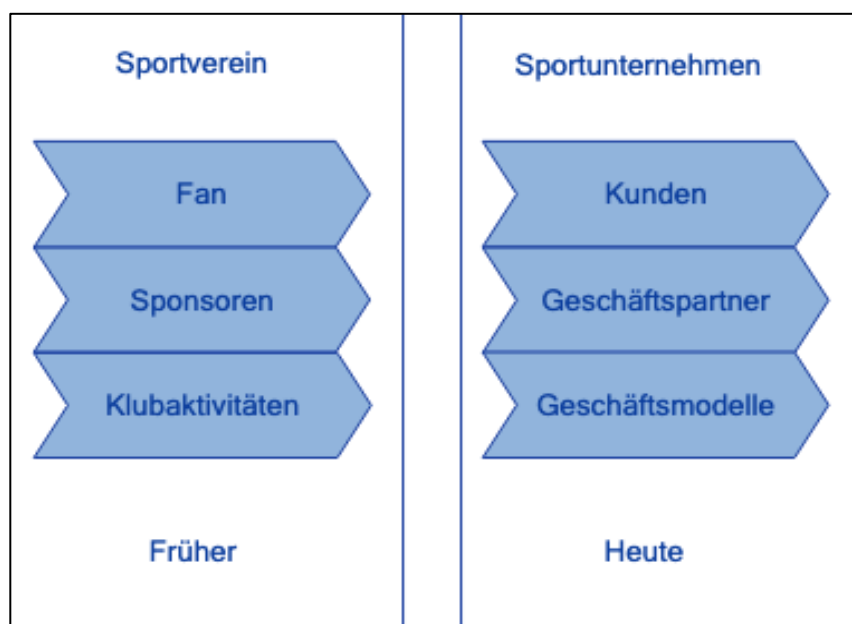 Sportverein
Fan
Sponsoren
Klubaktivitäten
Früher
Sportunternehmen
Kunden
Geschäftspartner
Geschäftsmodelle
Heute